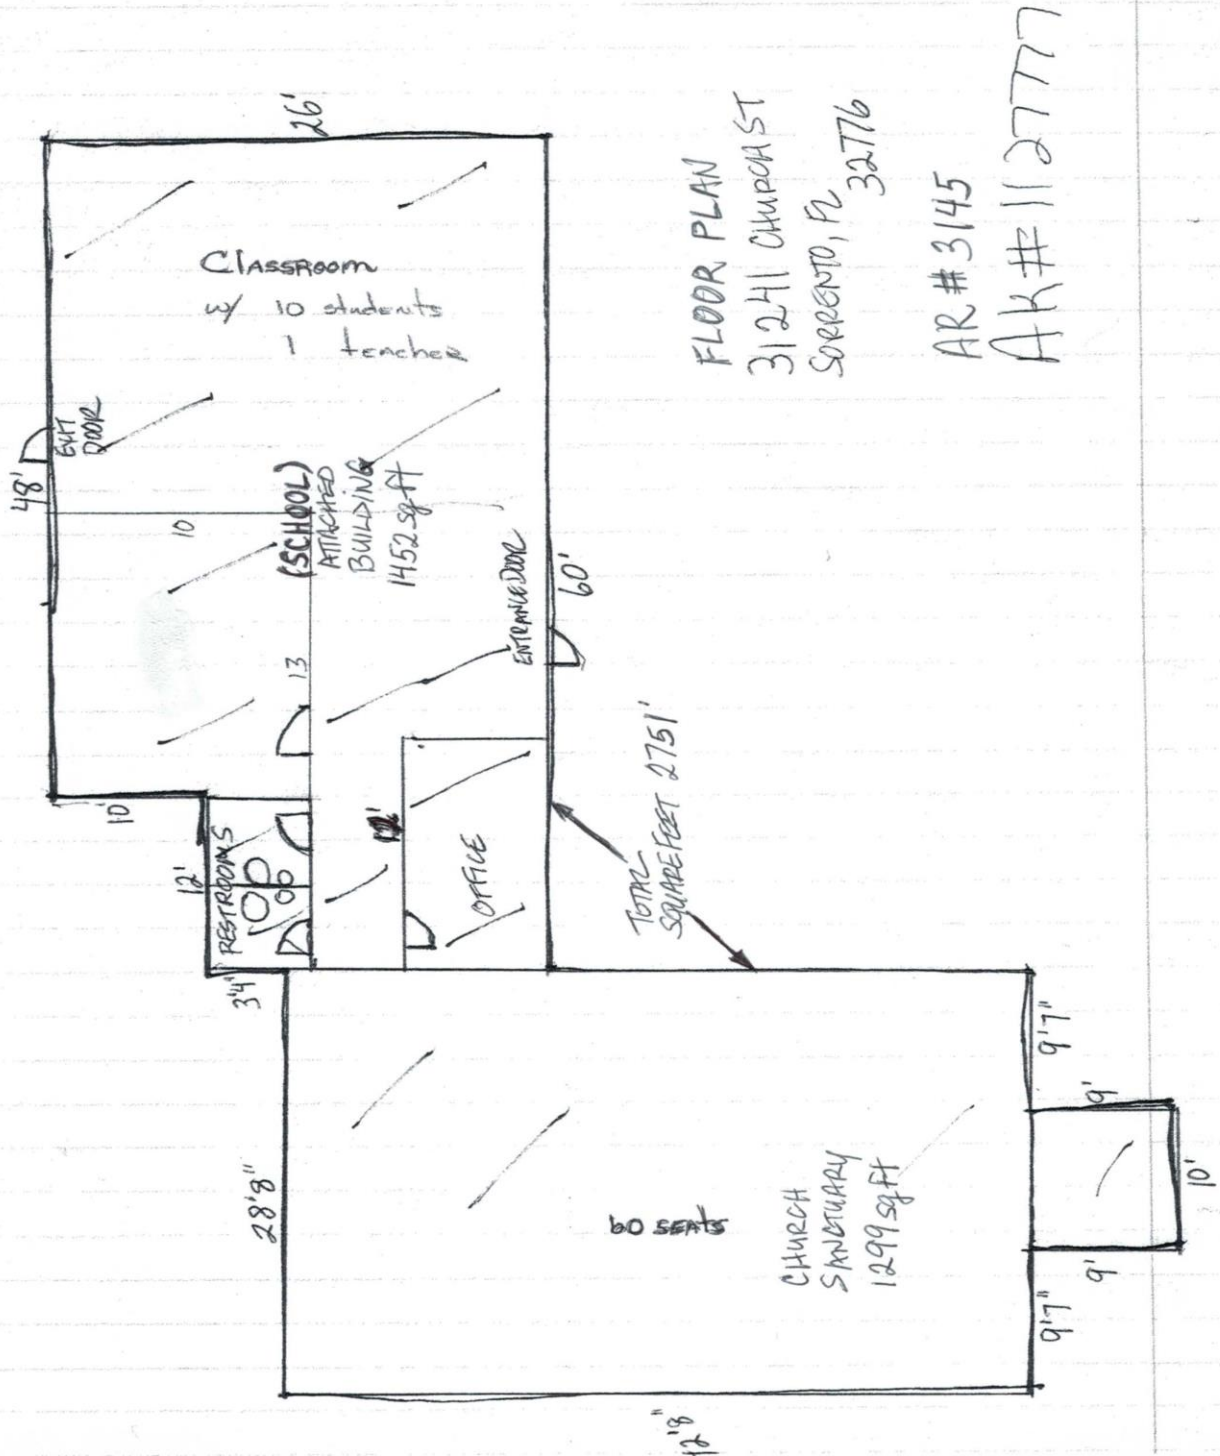 26'
CLASSROOM
w/ 10 students
1 teacher
48'
EXIT
DOOR
10
(SCHOOL)
ATTACHED
BUILDING
1452 sq ft
13
ENTRANCE DOOR
60'
10'
12'
RESTROOMS
OFFICE
3'4"
TOTAL
SQUARE FEET 2751'
FLOOR PLAN
31241 CHURCH ST
SORRENTO, FL
32776
AR # 3145
AK # 1127777
28'8"
60 SEATS
CHURCH
SANCTUARY
1299 sq ft
9'7"
9'
10'
9'
9'7"